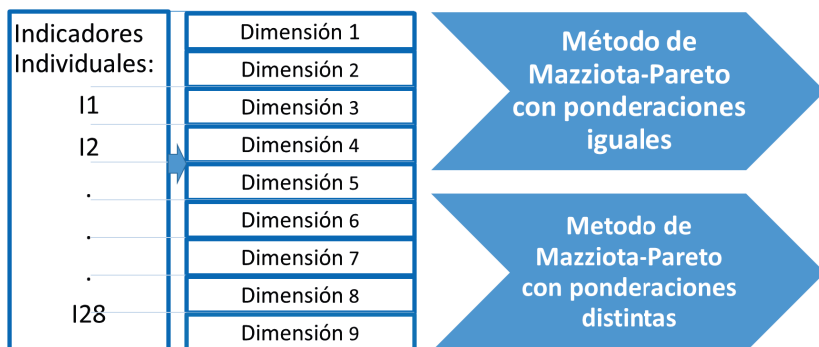 Indicadores
Individuales:
I1
I2
.
.
.
I28
Dimensión 1
Dimensión 2
Dimensión 3
Dimensión 4
Dimensión 5
Dimensión 6
Dimensión 7
Dimensión 8
Dimensión 9
Método de
Mazziota-Pareto
con ponderaciones
iguales
Metodo de
Mazziota-Pareto
con ponderaciones
distintas